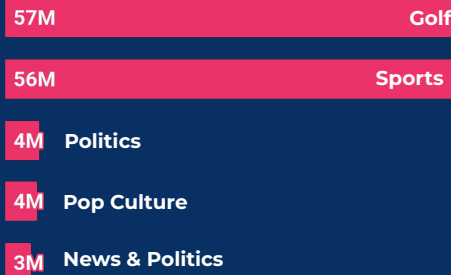 57M Golf
56M Sports
4M Politics
4M Pop Culture
3M News & Politics